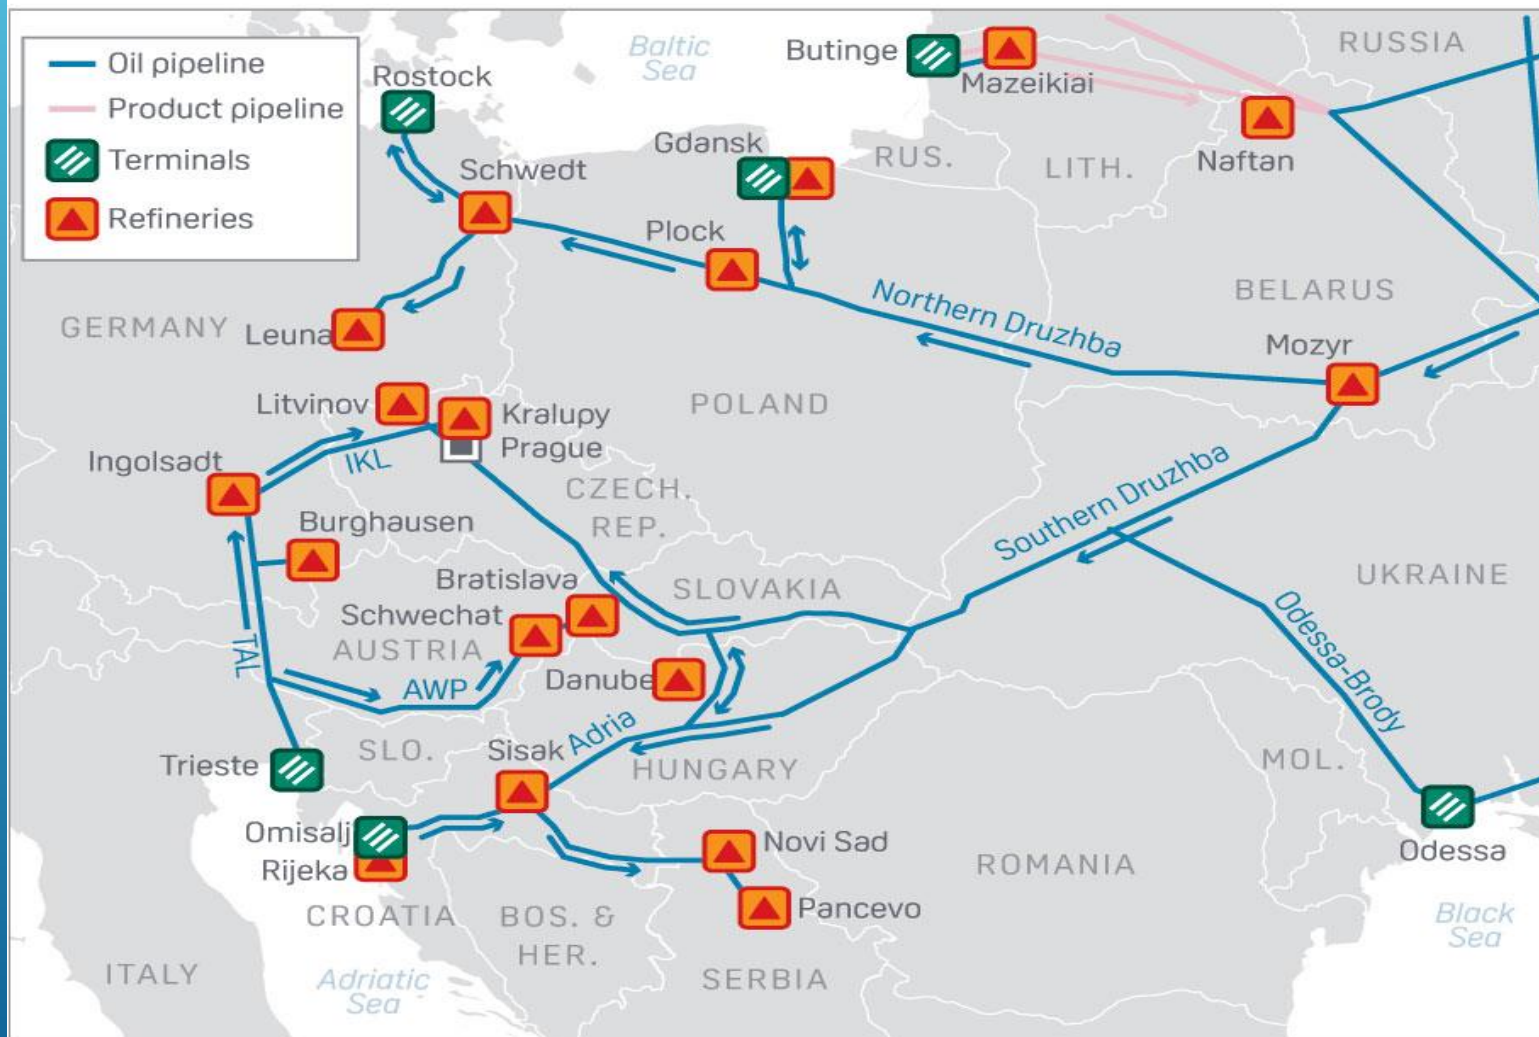 Oil pipeline
Product pipeline
Terminals
Refineries
Rostock
Baltic
Sea
Butinge
Mazeikiai
RUSSIA
Schwedt
Gdansk
RUS.
LITH.
Naftan
Plock
Northern Druzhba
BELARUS
GERMANY
Leuna
Mozyr
Litvinov
Kralupy
Prague
POLAND
Ingolsadt
IKL
CZECH.
REP.
Southern Druzhba
Burghausen
Bratislava
Schwechat
SLOVAKIA
UKRAINE
TAL
AUSTRIA
AWP
Danube
Odessa-Brody
Trieste
SLO.
Sisak
Adria
HUNGARY
MOL.
Omisalj
Rijeka
Novi Sad
ROMANIA
Odessa
CROATIA
BOS. &
HER.
Pancevo
Black
Sea
ITALY
Adriatic
Sea
SERBIA